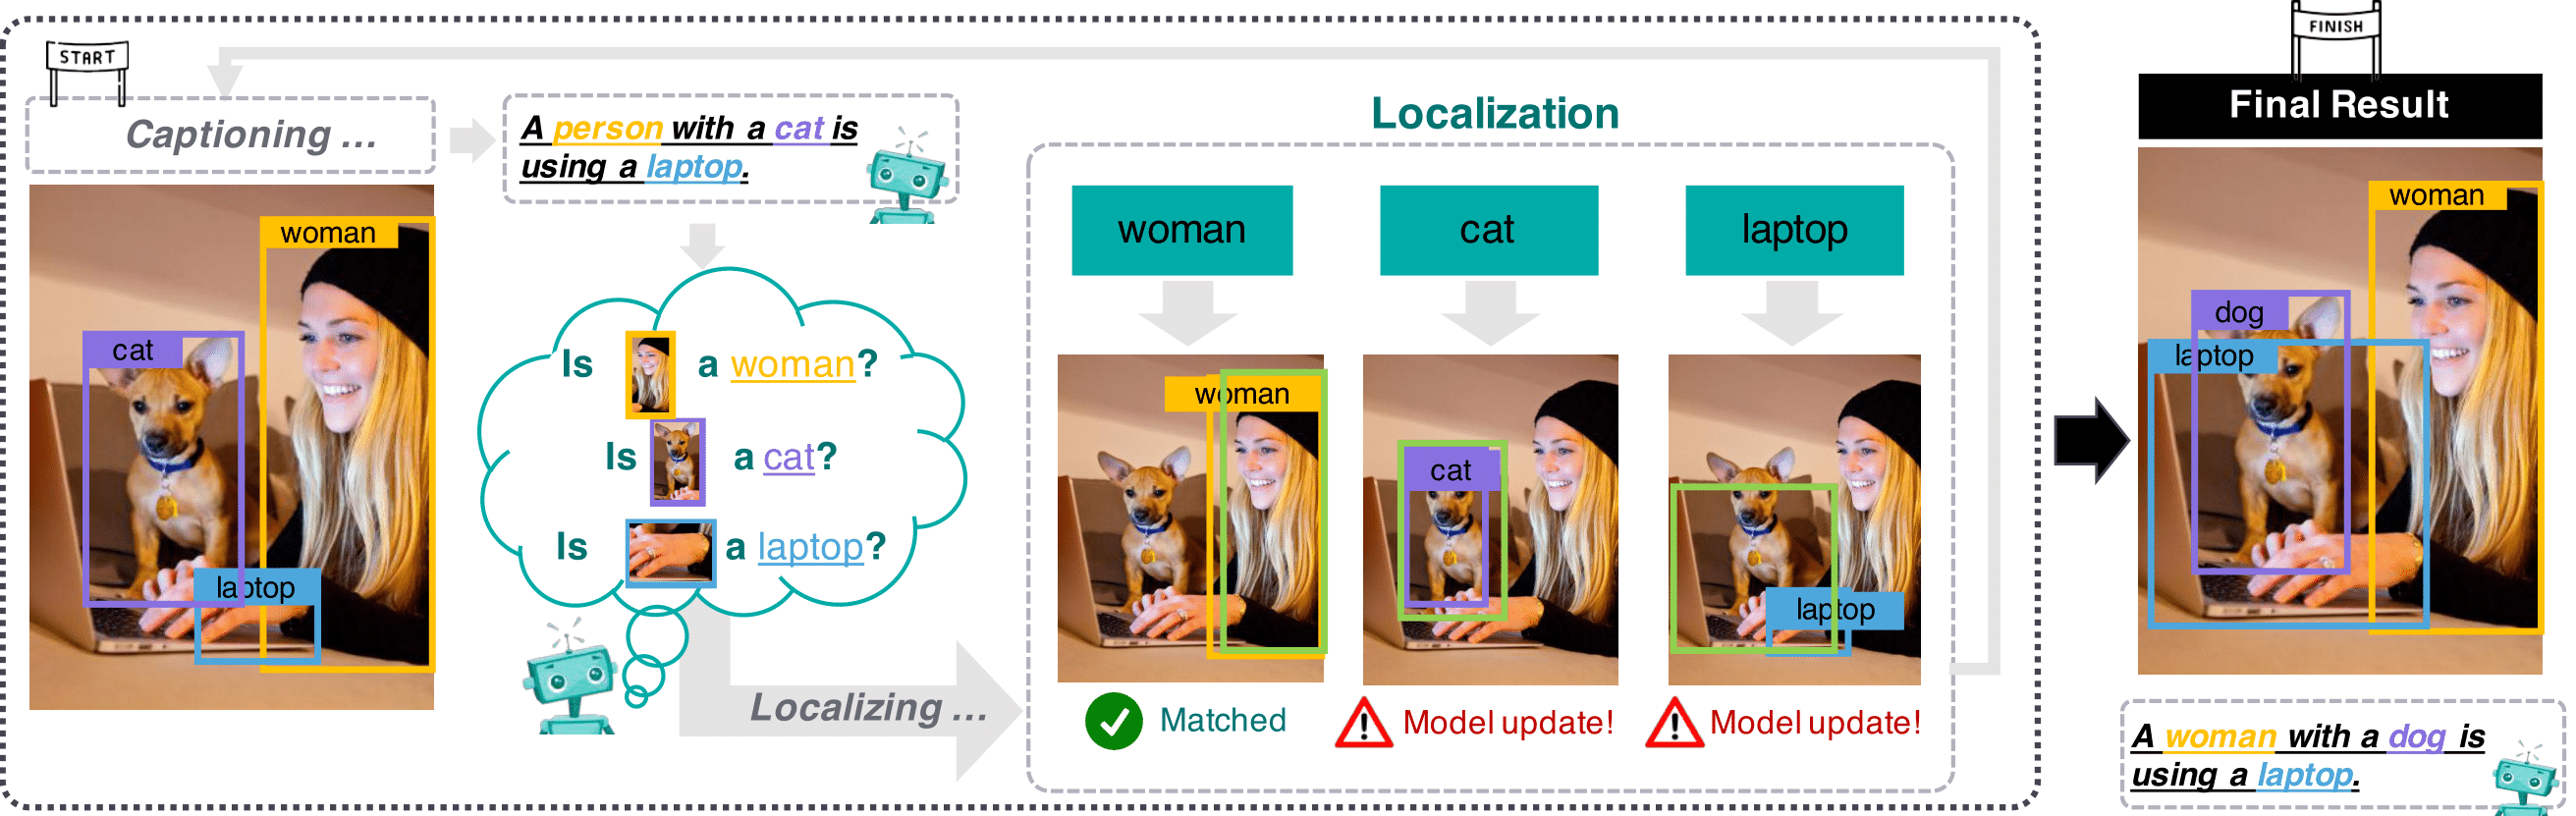 START
Captioning ...
woman
cat
laptop
A person with a cat is
using a laptop.
Is a woman?
Is a cat?
Is a laptop?
Localizing ...
Localization
woman
cat
laptop
woman
cat
laptop
Matched
Model update!
Model update!
FINISH
Final Result
woman
dog
laptop
A woman with a dog is
using a laptop.